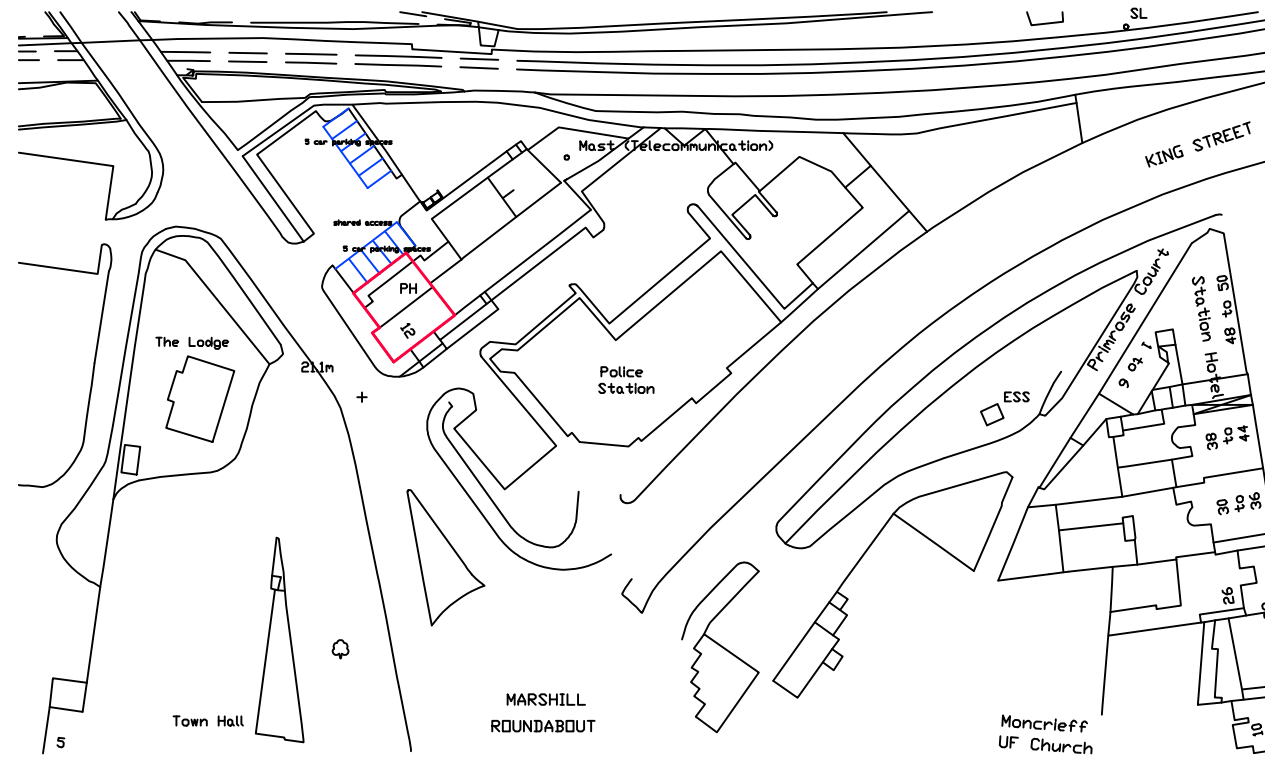 SL
KING STREET
Mast (Telecommunication)
5 car parking spaces
shared access
5 car parking spaces
PH
12
The Lodge
21.1m
Police
Station
Primrose Court
1 to 6
Station Hotel
48 to 50
ESS
38
to
44
30
to
36
26
MARSHILL
ROUNDABOUT
Town Hall
5
Moncrieff
UF Church
10